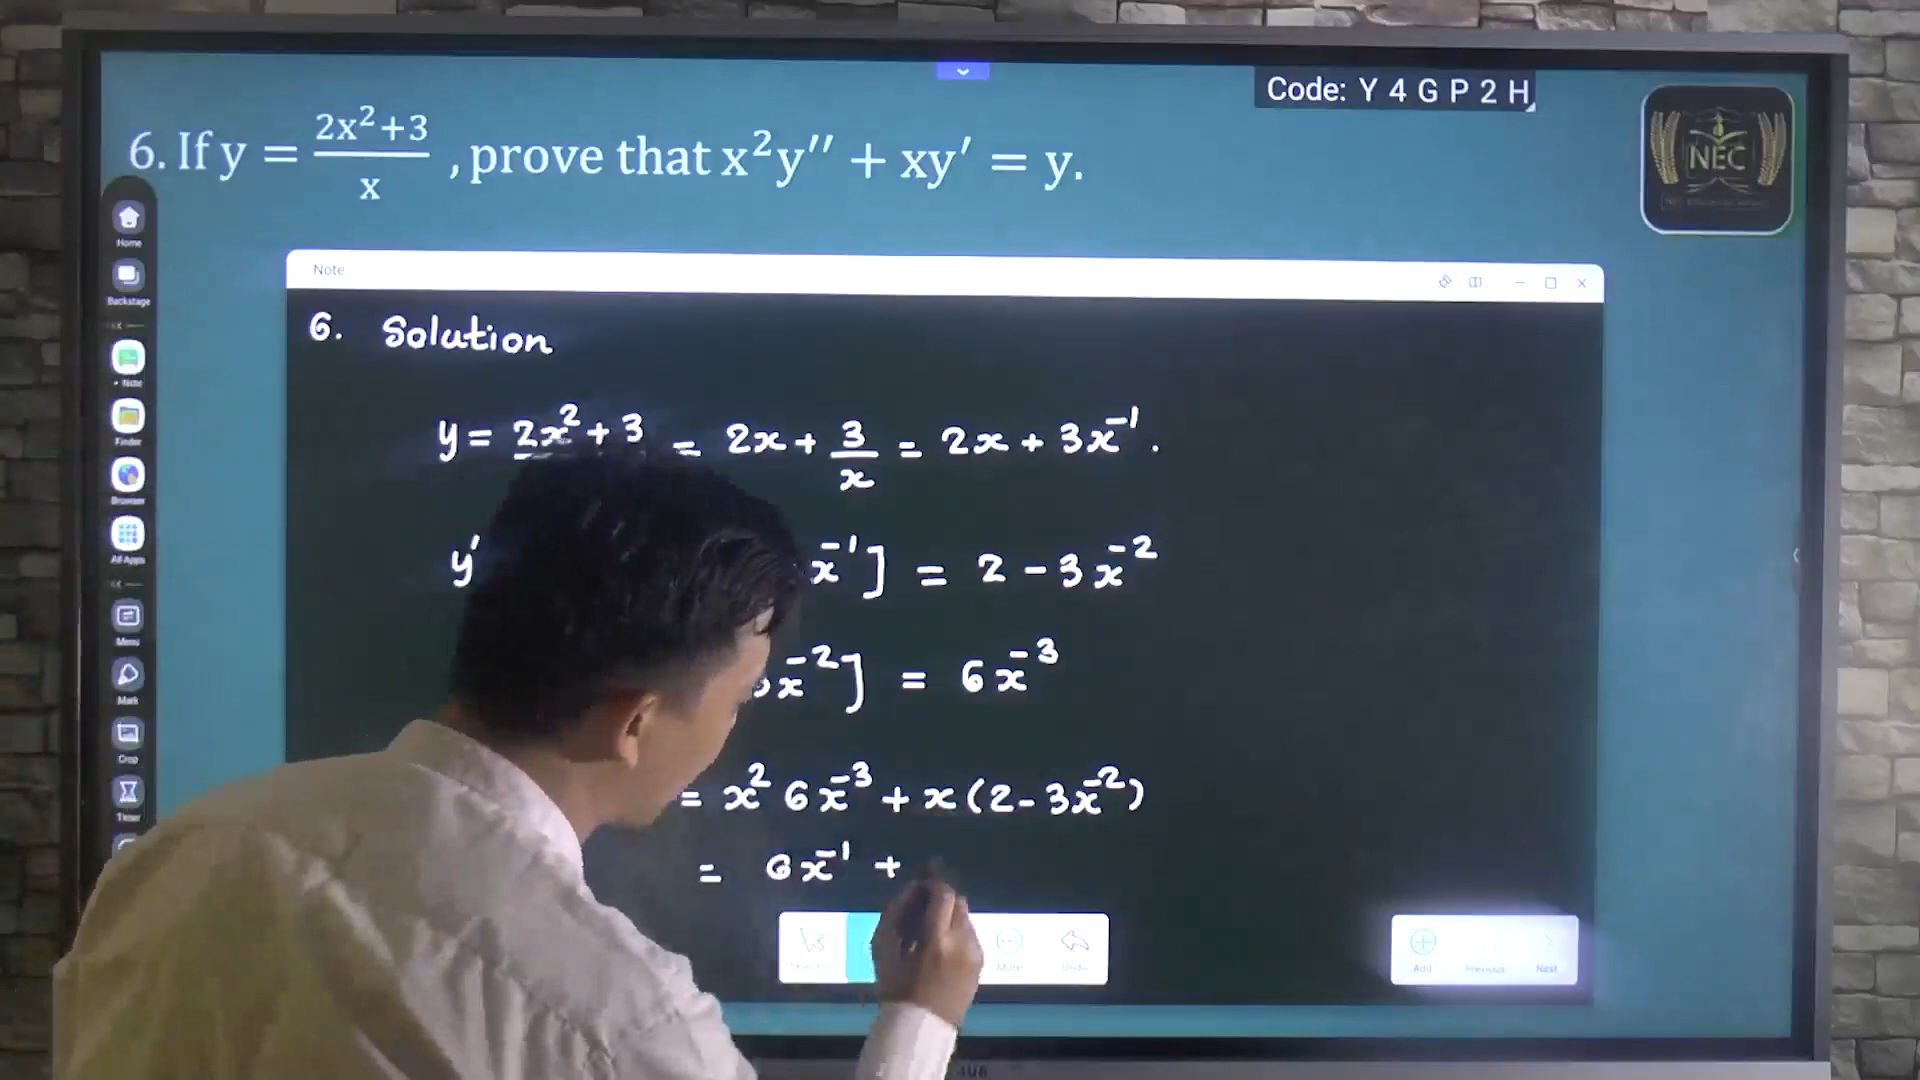 Code: Y 4 G P 2 H
6. If y = (2x²+3)/x , prove that x²y″ + xy′ = y.
NEC
Home
Backstage
Note
Finder
Browser
All Apps
Menu
Mark
Crop
Timer
Note
6. Solution
y = 2x² + 3 = 2x + 3/x = 2x + 3x⁻¹.
y′ x⁻¹] = 2 - 3x⁻²
x⁻²] = 6x⁻³
= x² 6x⁻³ + x(2 - 3x⁻²)
= 6x⁻¹ +
More Undo
Add Previous Next